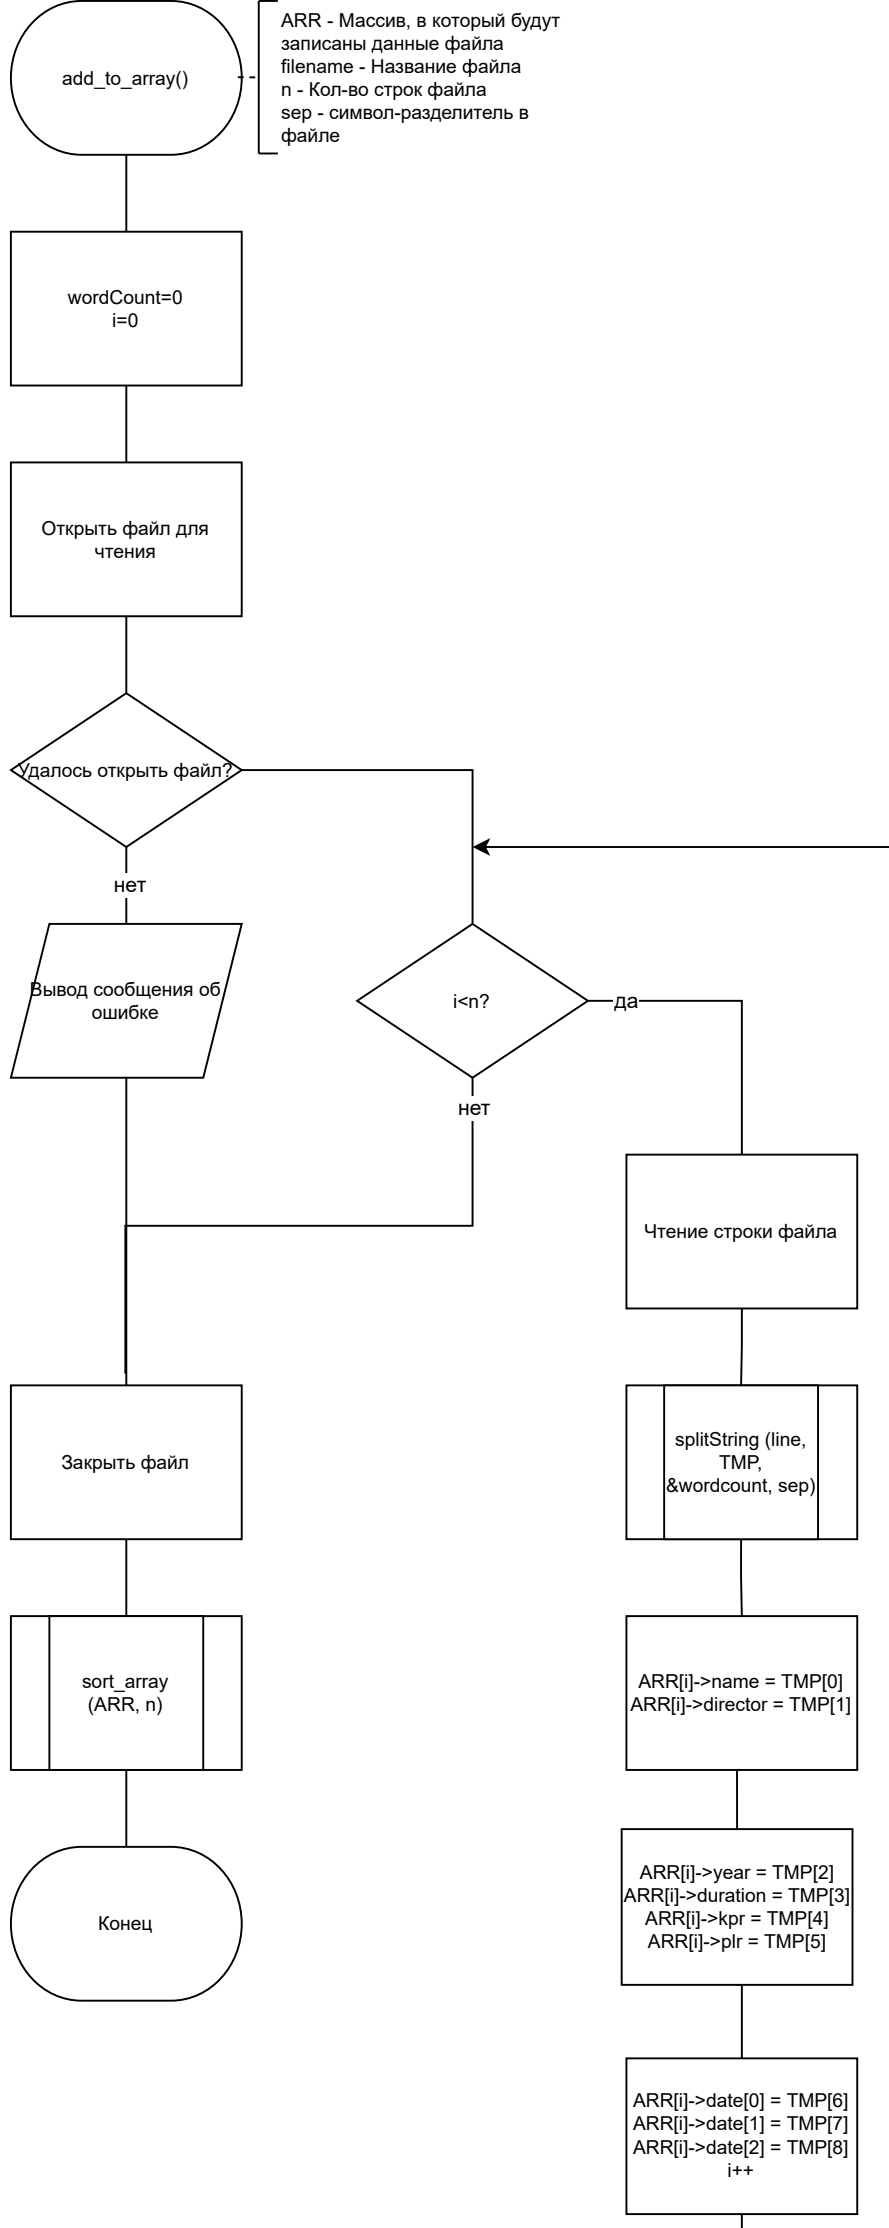 add_to_array()
ARR - Массив, в который будут
записаны данные файла
filename - Название файла
n - Кол-во строк файла
sep - символ-разделитель в
файле
wordCount=0
i=0
Открыть файл для
чтения
Удалось открыть файл?
нет
Вывод сообщения об
ошибке
i<n?
да
нет
Чтение строки файла
splitString (line,
TMP,
&wordcount, sep)
Закрыть файл
sort_array
(ARR, n)
Конец
ARR[i]->name = TMP[0]
ARR[i]->director = TMP[1]
ARR[i]->year = TMP[2]
ARR[i]->duration = TMP[3]
ARR[i]->kpr = TMP[4]
ARR[i]->plr = TMP[5]
ARR[i]->date[0] = TMP[6]
ARR[i]->date[1] = TMP[7]
ARR[i]->date[2] = TMP[8]
i++